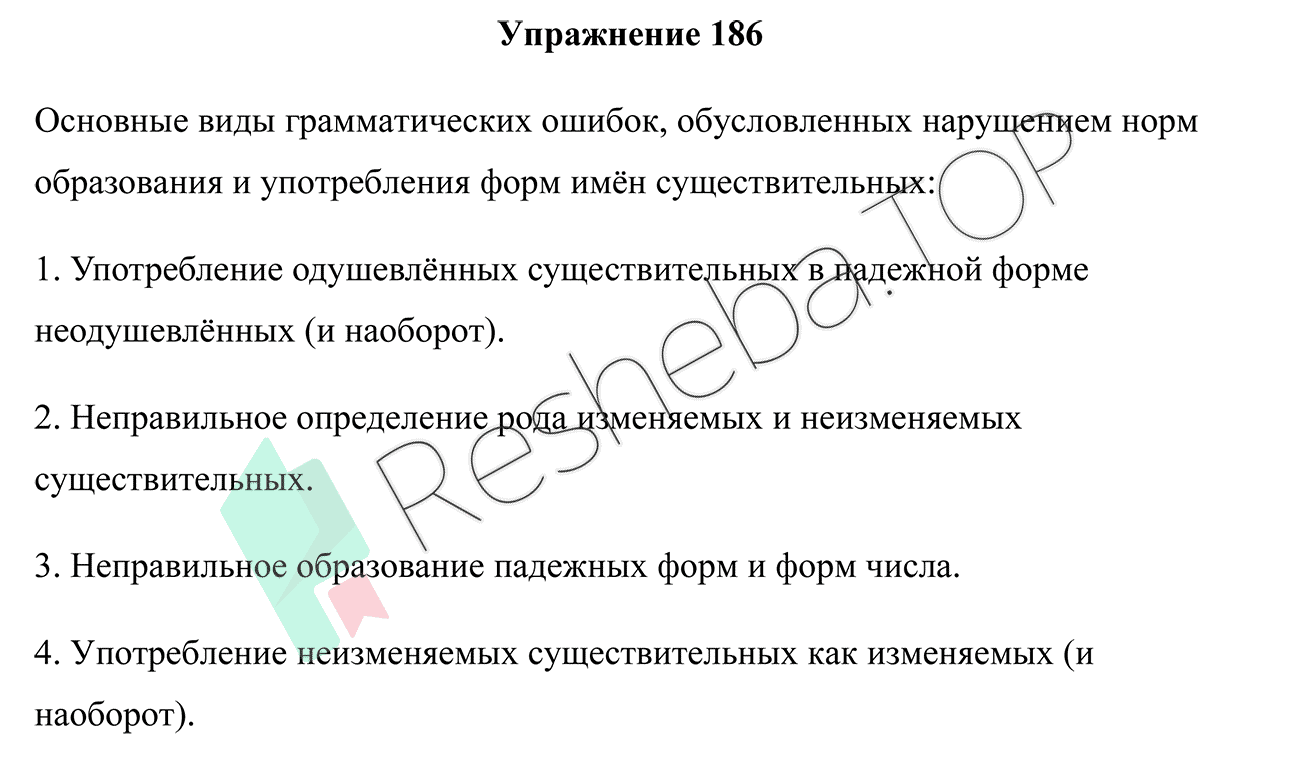 Упражнение 186
Основные виды грамматических ошибок, обусловленных нарушением норм
образования и употребления форм имён существительных:
1. Употребление одушевлённых существительных в падежной форме
неодушевлённых (и наоборот).
2. Неправильное определение рода изменяемых и неизменяемых
существительных.
3. Неправильное образование падежных форм и форм числа.
4. Употребление неизменяемых существительных как изменяемых (и
наоборот).
Resheba.TOP